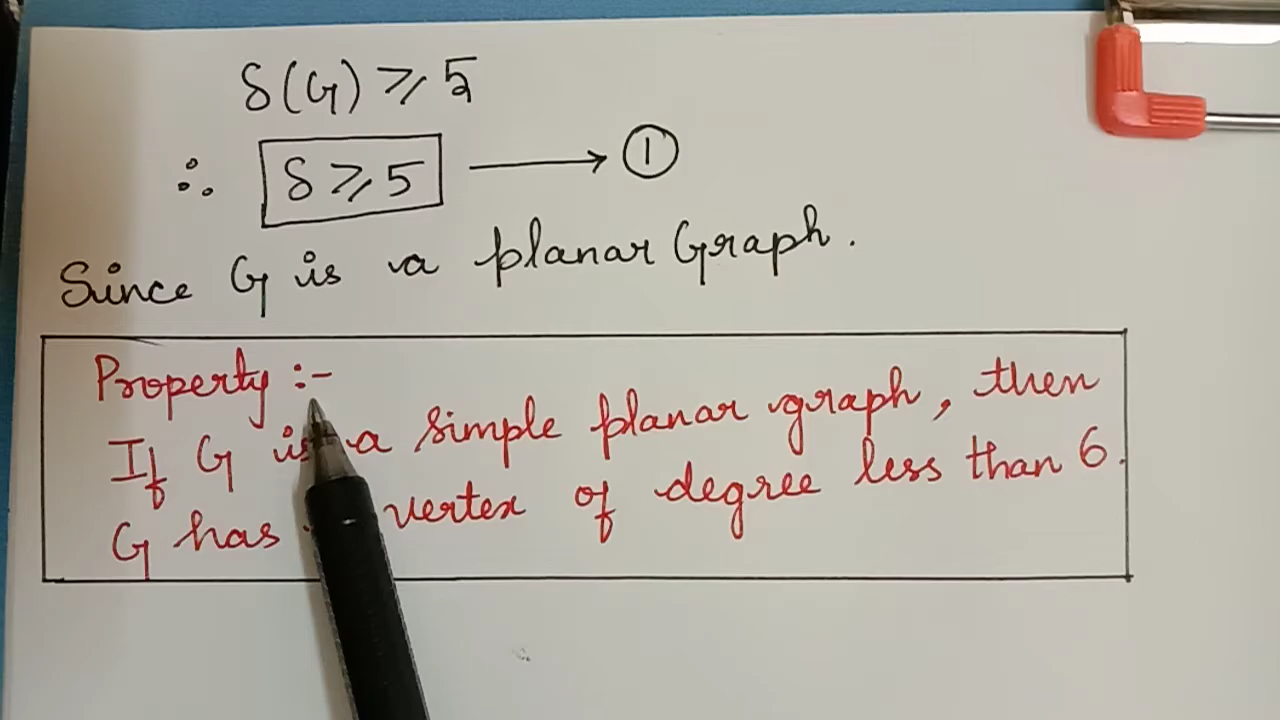 δ(G) ⩾ 5
∴ δ ⩾ 5 ⟶ ①
Since G is a planar Graph.
Property :-
If G is a simple planar graph, then
G has vertex of degree less than 6.